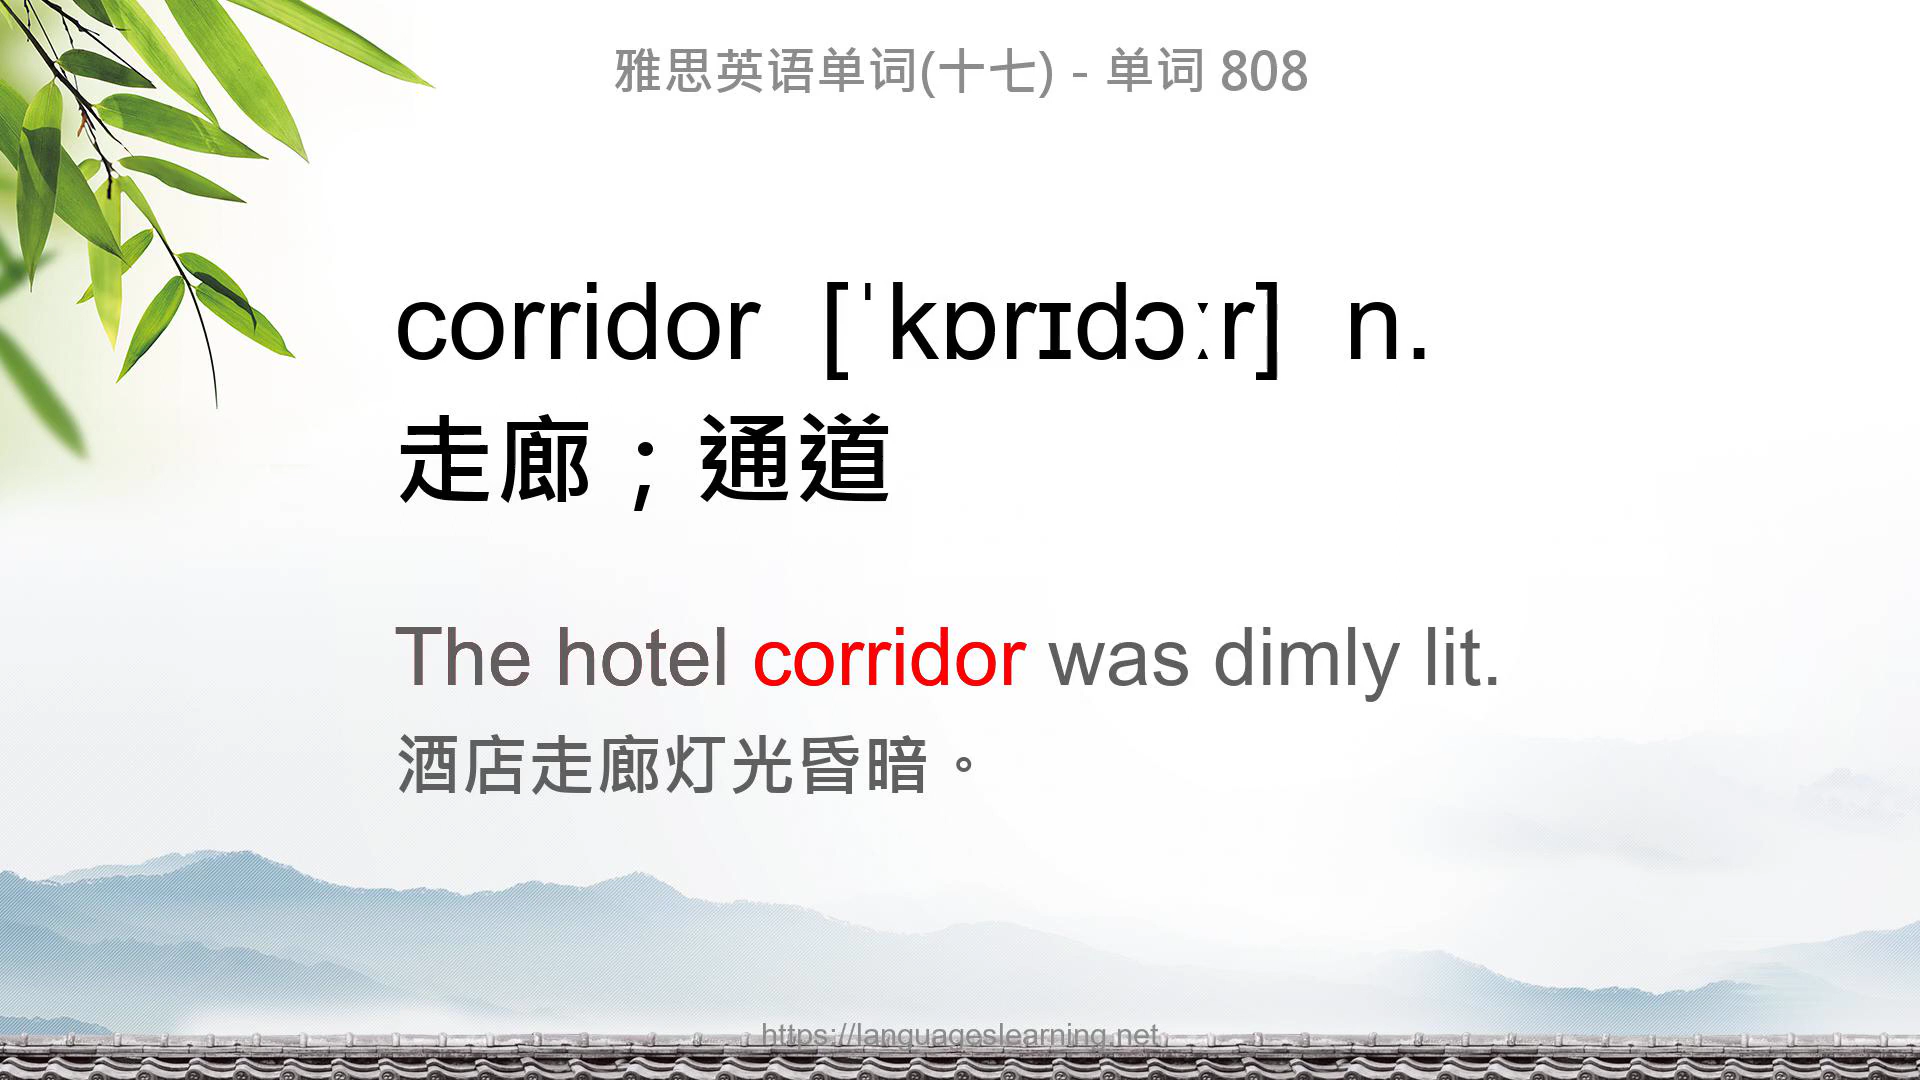 雅思英语单词(十七) - 单词 808
corridor [ˈkɒrɪdɔːr] n.
走廊；通道
The hotel corridor was dimly lit.
酒店走廊灯光昏暗。
https://languageslearning.net